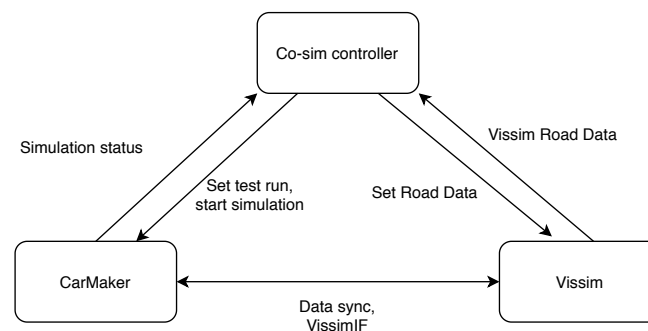 Co-sim controller
Simulation status
Vissim Road Data
Set test run,
start simulation
Set Road Data
CarMaker
Vissim
Data sync,
VissimIF